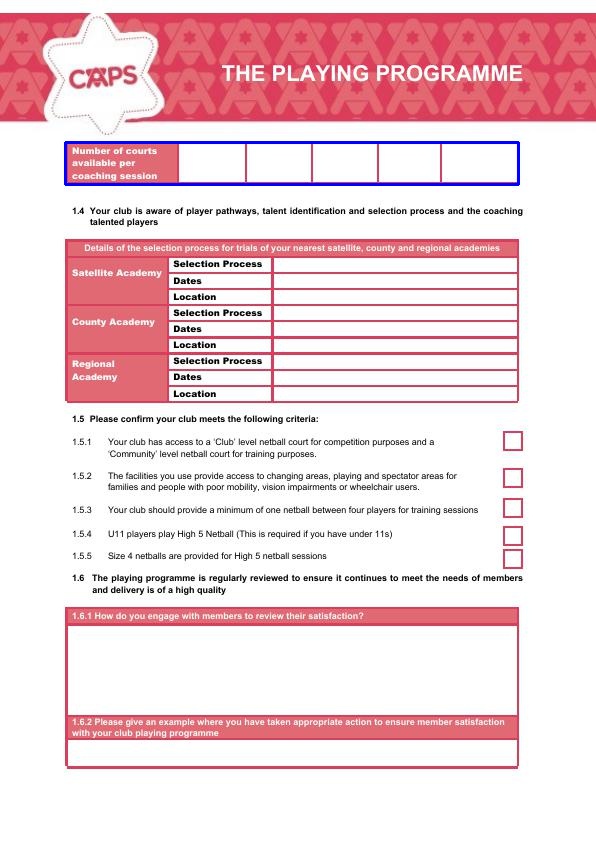 CAPS
THE PLAYING PROGRAMME
Number of courts
available per
coaching session
1.4 Your club is aware of player pathways, talent identification and selection process and the coaching
talented players
Details of the selection process for trials of your nearest satellite, county and regional academies
Satellite Academy
Selection Process
Dates
Location
County Academy
Selection Process
Dates
Location
Regional
Academy
Selection Process
Dates
Location
1.5 Please confirm your club meets the following criteria:
1.5.1 Your club has access to a ‘Club’ level netball court for competition purposes and a
‘Community’ level netball court for training purposes.
1.5.2 The facilities you use provide access to changing areas, playing and spectator areas for
families and people with poor mobility, vision impairments or wheelchair users.
1.5.3 Your club should provide a minimum of one netball between four players for training sessions
1.5.4 U11 players play High 5 Netball (This is required if you have under 11s)
1.5.5 Size 4 netballs are provided for High 5 netball sessions
1.6 The playing programme is regularly reviewed to ensure it continues to meet the needs of members
and delivery is of a high quality
1.6.1 How do you engage with members to review their satisfaction?
1.6.2 Please give an example where you have taken appropriate action to ensure member satisfaction
with your club playing programme